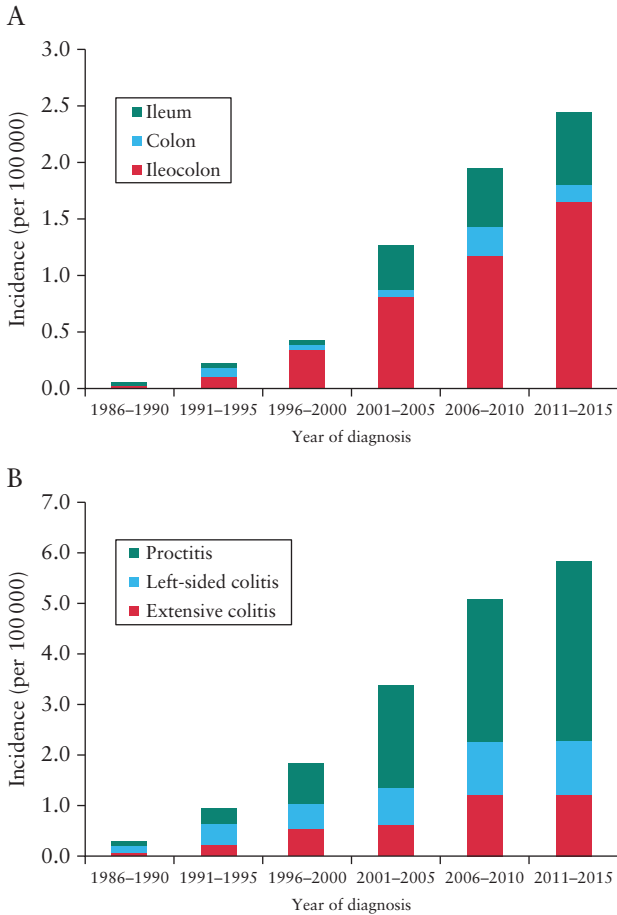 A
3.0
2.5
2.0
1.5
1.0
0.5
0.0
Incidence (per 100 000)
Ileum
Colon
Ileocolon
1986–1990 1991–1995 1996–2000 2001–2005 2006–2010 2011–2015
Year of diagnosis
B
7.0
6.0
5.0
4.0
3.0
2.0
1.0
0.0
Incidence (per 100 000)
Proctitis
Left-sided colitis
Extensive colitis
1986–1990 1991–1995 1996–2000 2001–2005 2006–2010 2011–2015
Year of diagnosis